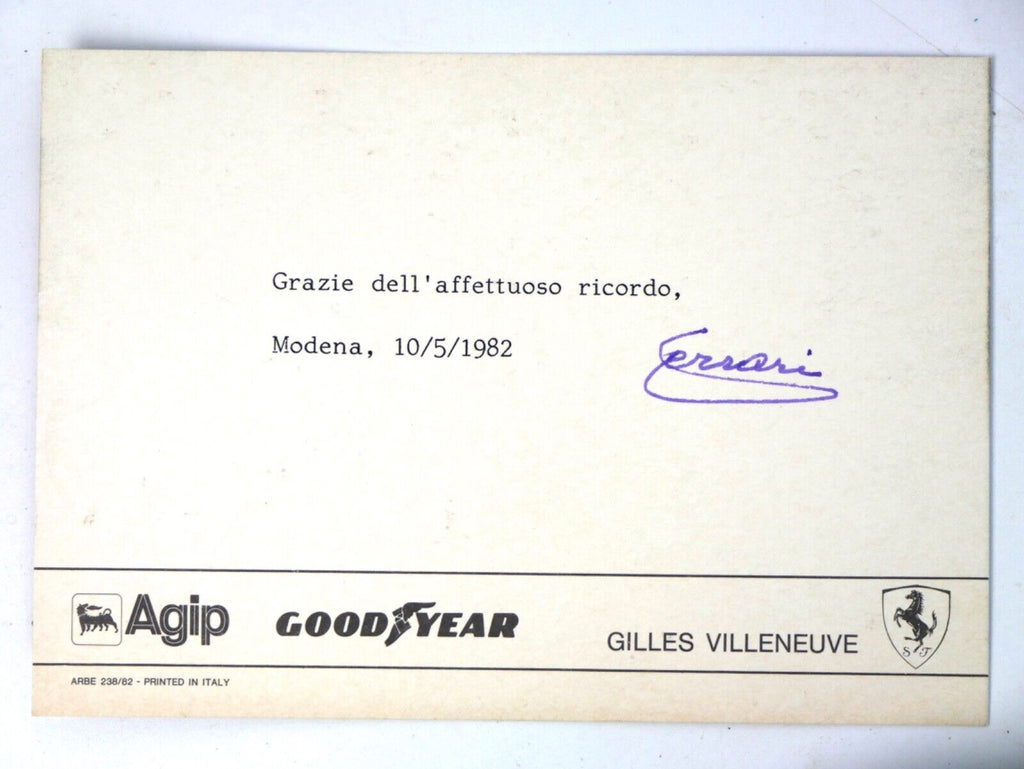 Grazie dell'affettuoso ricordo,
Modena, 10/5/1982
Ferrari
Agip
GOODYEAR
GILLES VILLENEUVE
S F
ARBE 238/82 - PRINTED IN ITALY